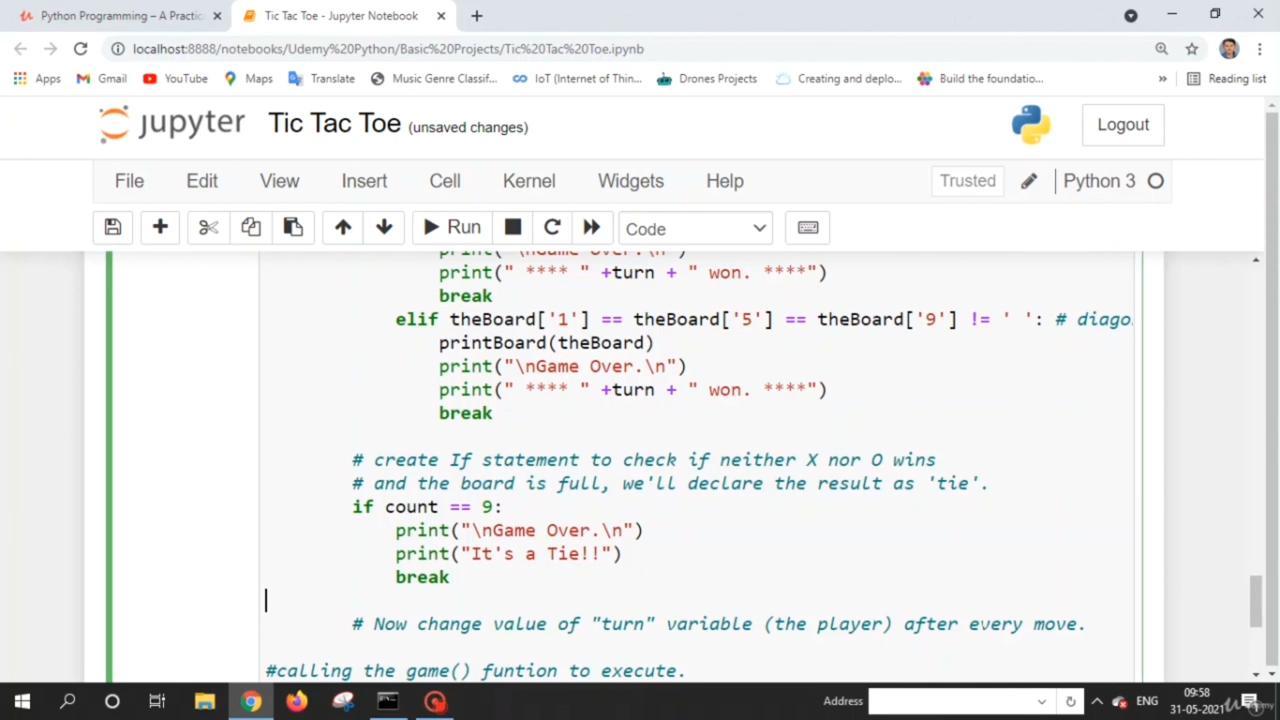 Python Programming – A Practic
Tic Tac Toe - Jupyter Notebook
localhost:8888/notebooks/Udemy%20Python/Basic%20Projects/Tic%20Tac%20Toe.ipynb
Apps
Gmail
YouTube
Maps
Translate
Music Genre Classif...
IoT (Internet of Thin...
Drones Projects
Creating and deplo...
Build the foundatio...
»
Reading list
jupyter
Tic Tac Toe (unsaved changes)
Logout
File
Edit
View
Insert
Cell
Kernel
Widgets
Help
Trusted
Python 3
Run
Code
print("\nGame Over.\n")
print(" **** " +turn + " won. ****")
break
elif theBoard['1'] == theBoard['5'] == theBoard['9'] != ' ': # diago
printBoard(theBoard)
print("\nGame Over.\n")
print(" **** " +turn + " won. ****")
break
# create If statement to check if neither X nor O wins
# and the board is full, we'll declare the result as 'tie'.
if count == 9:
print("\nGame Over.\n")
print("It's a Tie!!")
break
# Now change value of "turn" variable (the player) after every move.
#calling the game() funtion to execute.
Address
ENG
09:58
31-05-2021